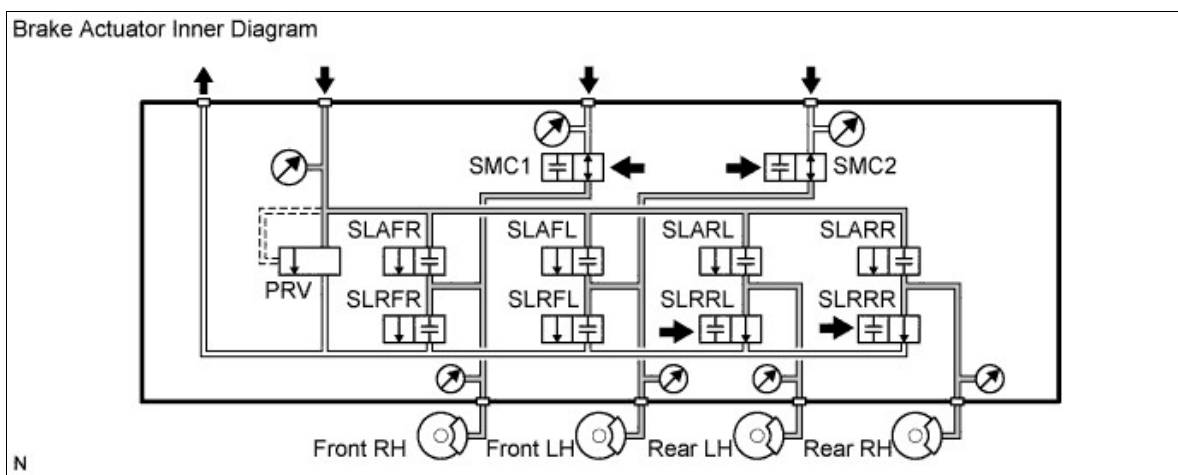 Brake Actuator Inner Diagram
SMC1
SMC2
SLAFR
SLAFL
SLARL
SLARR
PRV
SLRFR
SLRFL
SLRRL
SLRRR
Front RH
Front LH
Rear LH
Rear RH
N